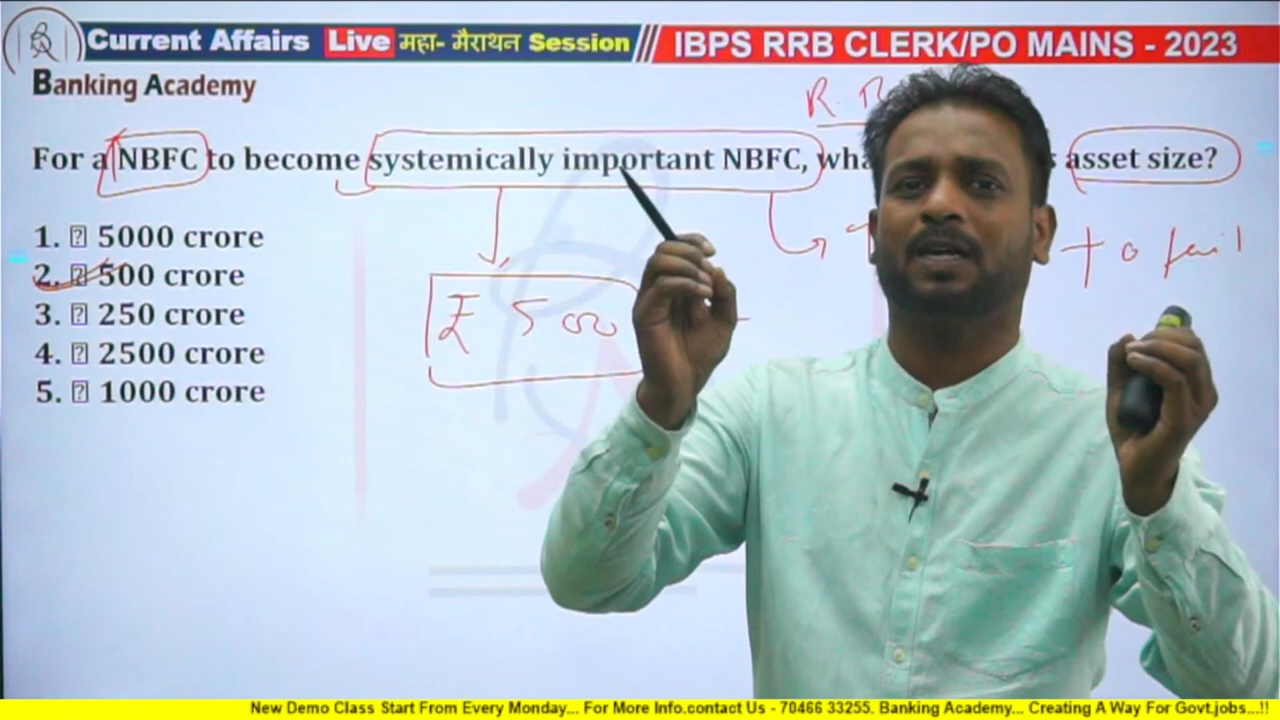 Current Affairs Live महा- मैराथन Session // IBPS RRB CLERK/PO MAINS - 2023
Banking Academy
R.
For a NBFC to become systemically important NBFC, asset size?
1. 5000 crore
2. 500 crore
3. 250 crore
4. 2500 crore
5. 1000 crore
to fail
₹ 500
New Demo Class Start From Every Monday... For More Info.contact Us - 70466 33255. Banking Academy... Creating A Way For Govt.jobs...!!